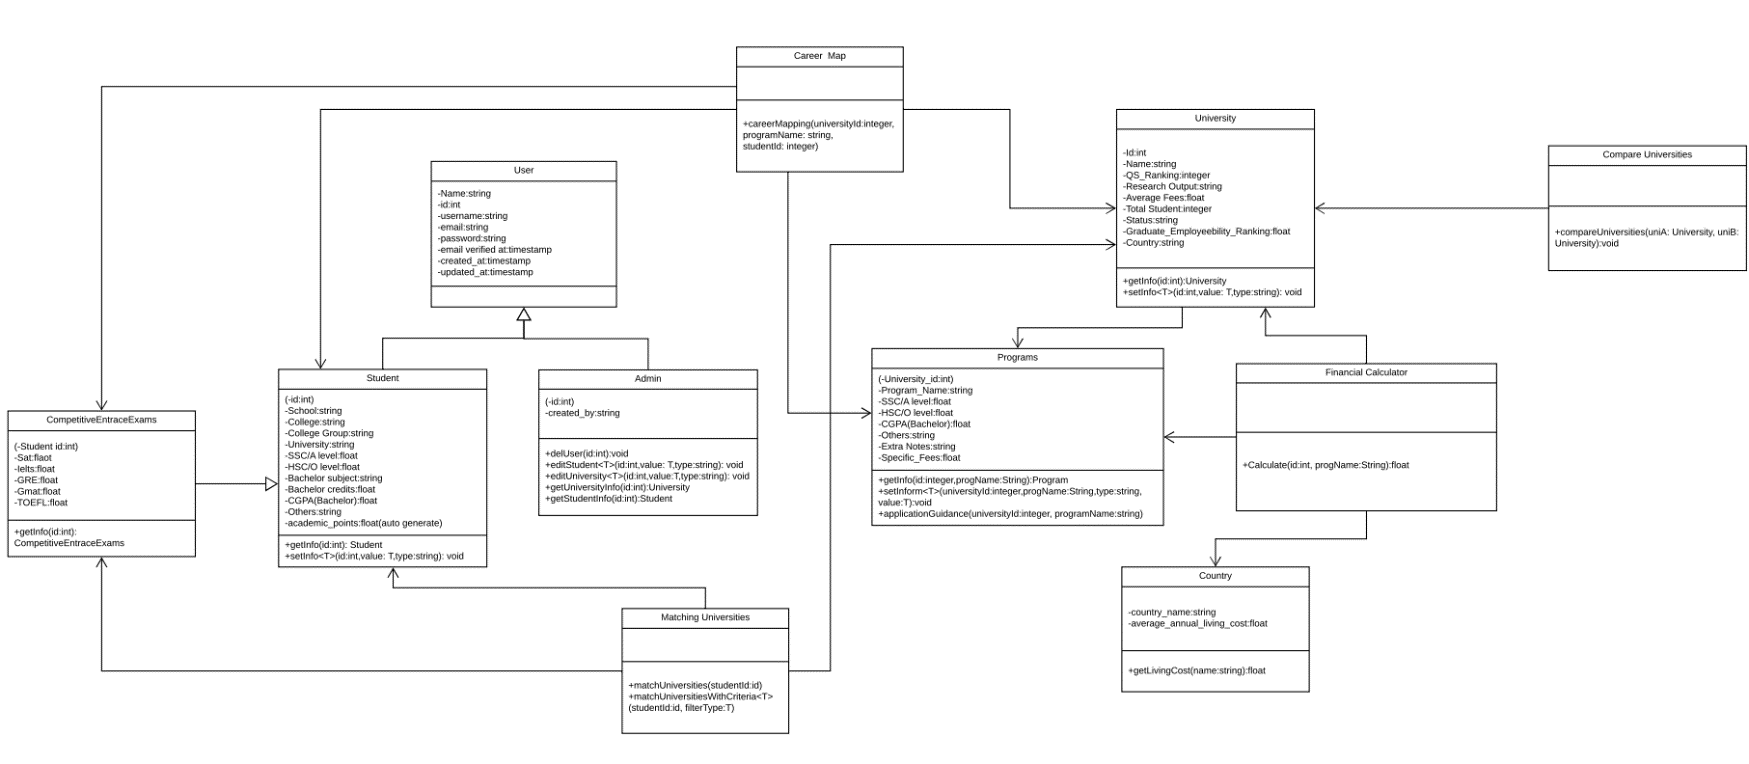 Career  Map
+careerMapping(universityId:integer,
programName: string,
studentId: integer)
University
-Id:int
-Name:string
-QS_Ranking:integer
-Research Output:string
-Average Fees:float
-Total Student:integer
-Status:string
-Graduate_Employeebility_Ranking:float
-Country:string
+getInfo(id:int):University
+setInfo<T>(id:int,value: T,type:string): void
Compare Universities
+compareUniversities(uniA: University, uniB:
University):void
User
-Name:string
-id:int
-username:string
-email:string
-password:string
-email verified at:timestamp
-created_at:timestamp
-updated_at:timestamp
Student
(-id:int)
-School:string
-College:string
-College Group:string
-University:string
-SSC/A level:float
-HSC/O level:float
-Bachelor subject:string
-Bachelor credits:float
-CGPA(Bachelor):float
-Others:string
-academic_points:float(auto generate)
+getInfo(id:int): Student
+setInfo<T>(id:int,value: T,type:string): void
Admin
(-id:int)
-created_by:string
+delUser(id:int):void
+editStudent<T>(id:int,value: T,type:string): void
+editUniversity<T>(id:int,value:T,type:string): void
+getUniversityInfo(id:int):University
+getStudentInfo(id:int):Student
Programs
(-University_id:int)
-Program_Name:string
-SSC/A level:float
-HSC/O level:float
-CGPA(Bachelor):float
-Others:string
-Extra Notes:string
-Specific_Fees:float
+getInfo(id:integer,progName:String):Program
+setInform<T>(universityId:integer,progName:String,type:string,
value:T):void
+applicationGuidance(universityId:integer, programName:string)
Financial Calculator
+Calculate(id:int, progName:String):float
CompetitiveEntraceExams
(-Student id:int)
-Sat:flaot
-Ielts:float
-GRE:float
-Gmat:float
-TOEFL:float
+getInfo(id:int):
CompetitiveEntraceExams
Country
-country_name:string
-average_annual_living_cost:float
+getLivingCost(name:string):float
Matching Universities
+matchUniversities(studentId:id)
+matchUniversitiesWithCriteria<T>
(studentId:id, filterType:T)